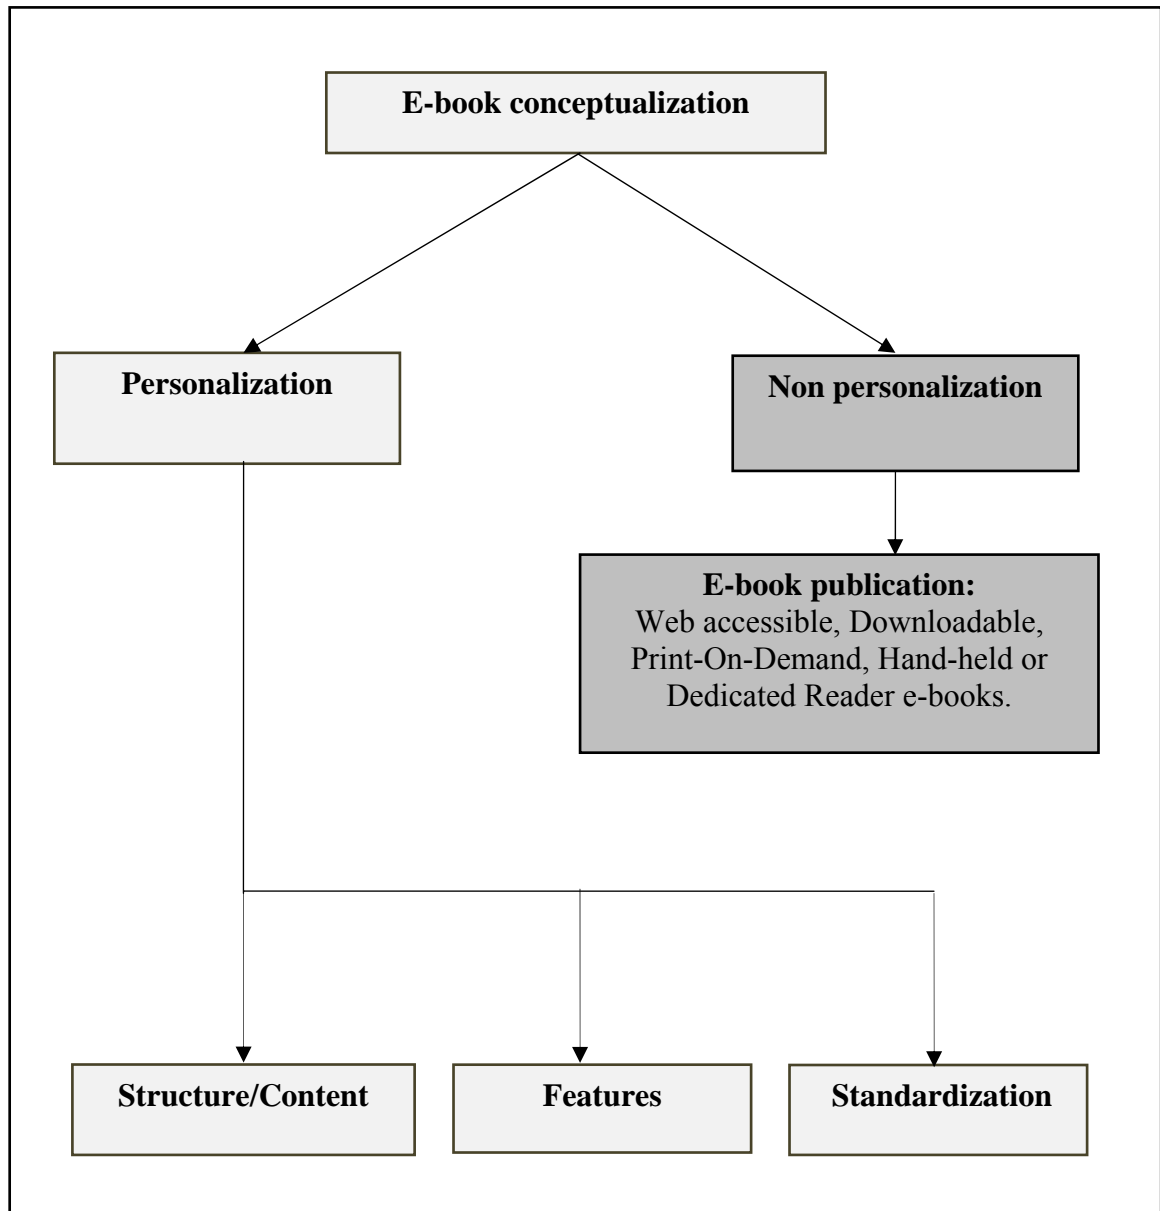 E-book conceptualization
Personalization
Non personalization
E-book publication:
Web accessible, Downloadable,
Print-On-Demand, Hand-held or
Dedicated Reader e-books.
Structure/Content
Features
Standardization